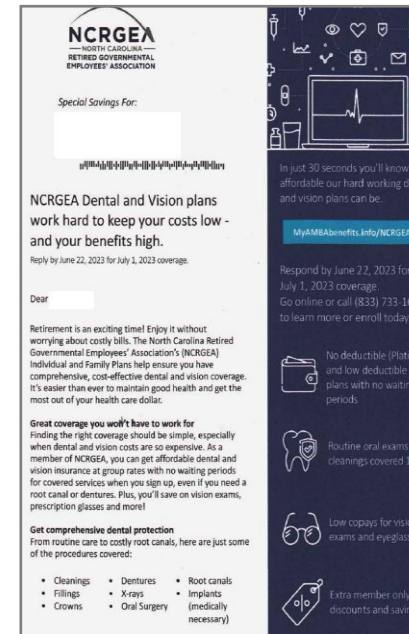 NCRGEA
NORTH CAROLINA
RETIRED GOVERNMENTAL
EMPLOYEES' ASSOCIATION
Special Savings For:
NCRGEA Dental and Vision plans
work hard to keep your costs low -
and your benefits high.
Reply by June 22, 2023 for July 1, 2023 coverage.
Dear
Retirement is an exciting time! Enjoy it without
worrying about costly bills. The North Carolina Retired
Governmental Employees' Association's (NCRGEA)
Individual and Family Plans help ensure you have
comprehensive, cost-effective dental and vision coverage.
It's easier than ever to maintain good health and get the
most out of your health care dollar.
Great coverage you won't have to work for
Finding the right coverage should be simple, especially
when dental and vision costs are so expensive. As a
member of NCRGEA, you can get affordable dental and
vision insurance at group rates with no waiting periods
for covered services when you sign up, even if you need a
root canal or dentures. Plus, you'll save on vision exams,
prescription glasses and more!
Get comprehensive dental protection
From routine care to costly root canals, here are just some
of the procedures covered:
• Cleanings
• Fillings
• Crowns
• Dentures
• X-rays
• Oral Surgery
• Root canals
• Implants
(medically
necessary)
In just 30 seconds you'll know
affordable our hard working
and vision plans can be.
MyAMBAbenefits.info/NCRGEA
Respond by June 22, 2023 for
July 1, 2023 coverage.
Go online or call (833) 733-
to learn more or enroll today
No deductible
and low deductible
plans with no waiting
periods
Routine oral exams
cleanings covered
Low copays for vision
exams and
Extra member only
discounts and